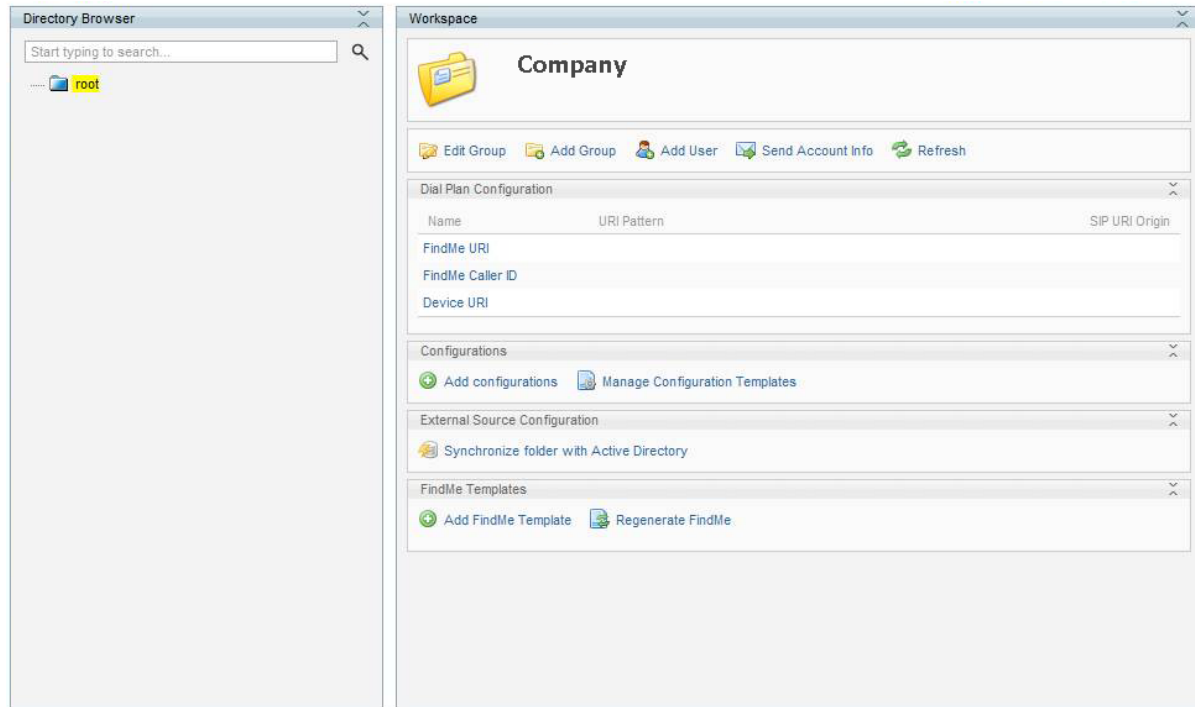 Directory Browser
Start typing to search...
root
Workspace
Company
Edit Group Add Group Add User Send Account Info Refresh
Dial Plan Configuration
Name URI Pattern SIP URI Origin
FindMe URI
FindMe Caller ID
Device URI
Configurations
Add configurations Manage Configuration Templates
External Source Configuration
Synchronize folder with Active Directory
FindMe Templates
Add FindMe Template Regenerate FindMe